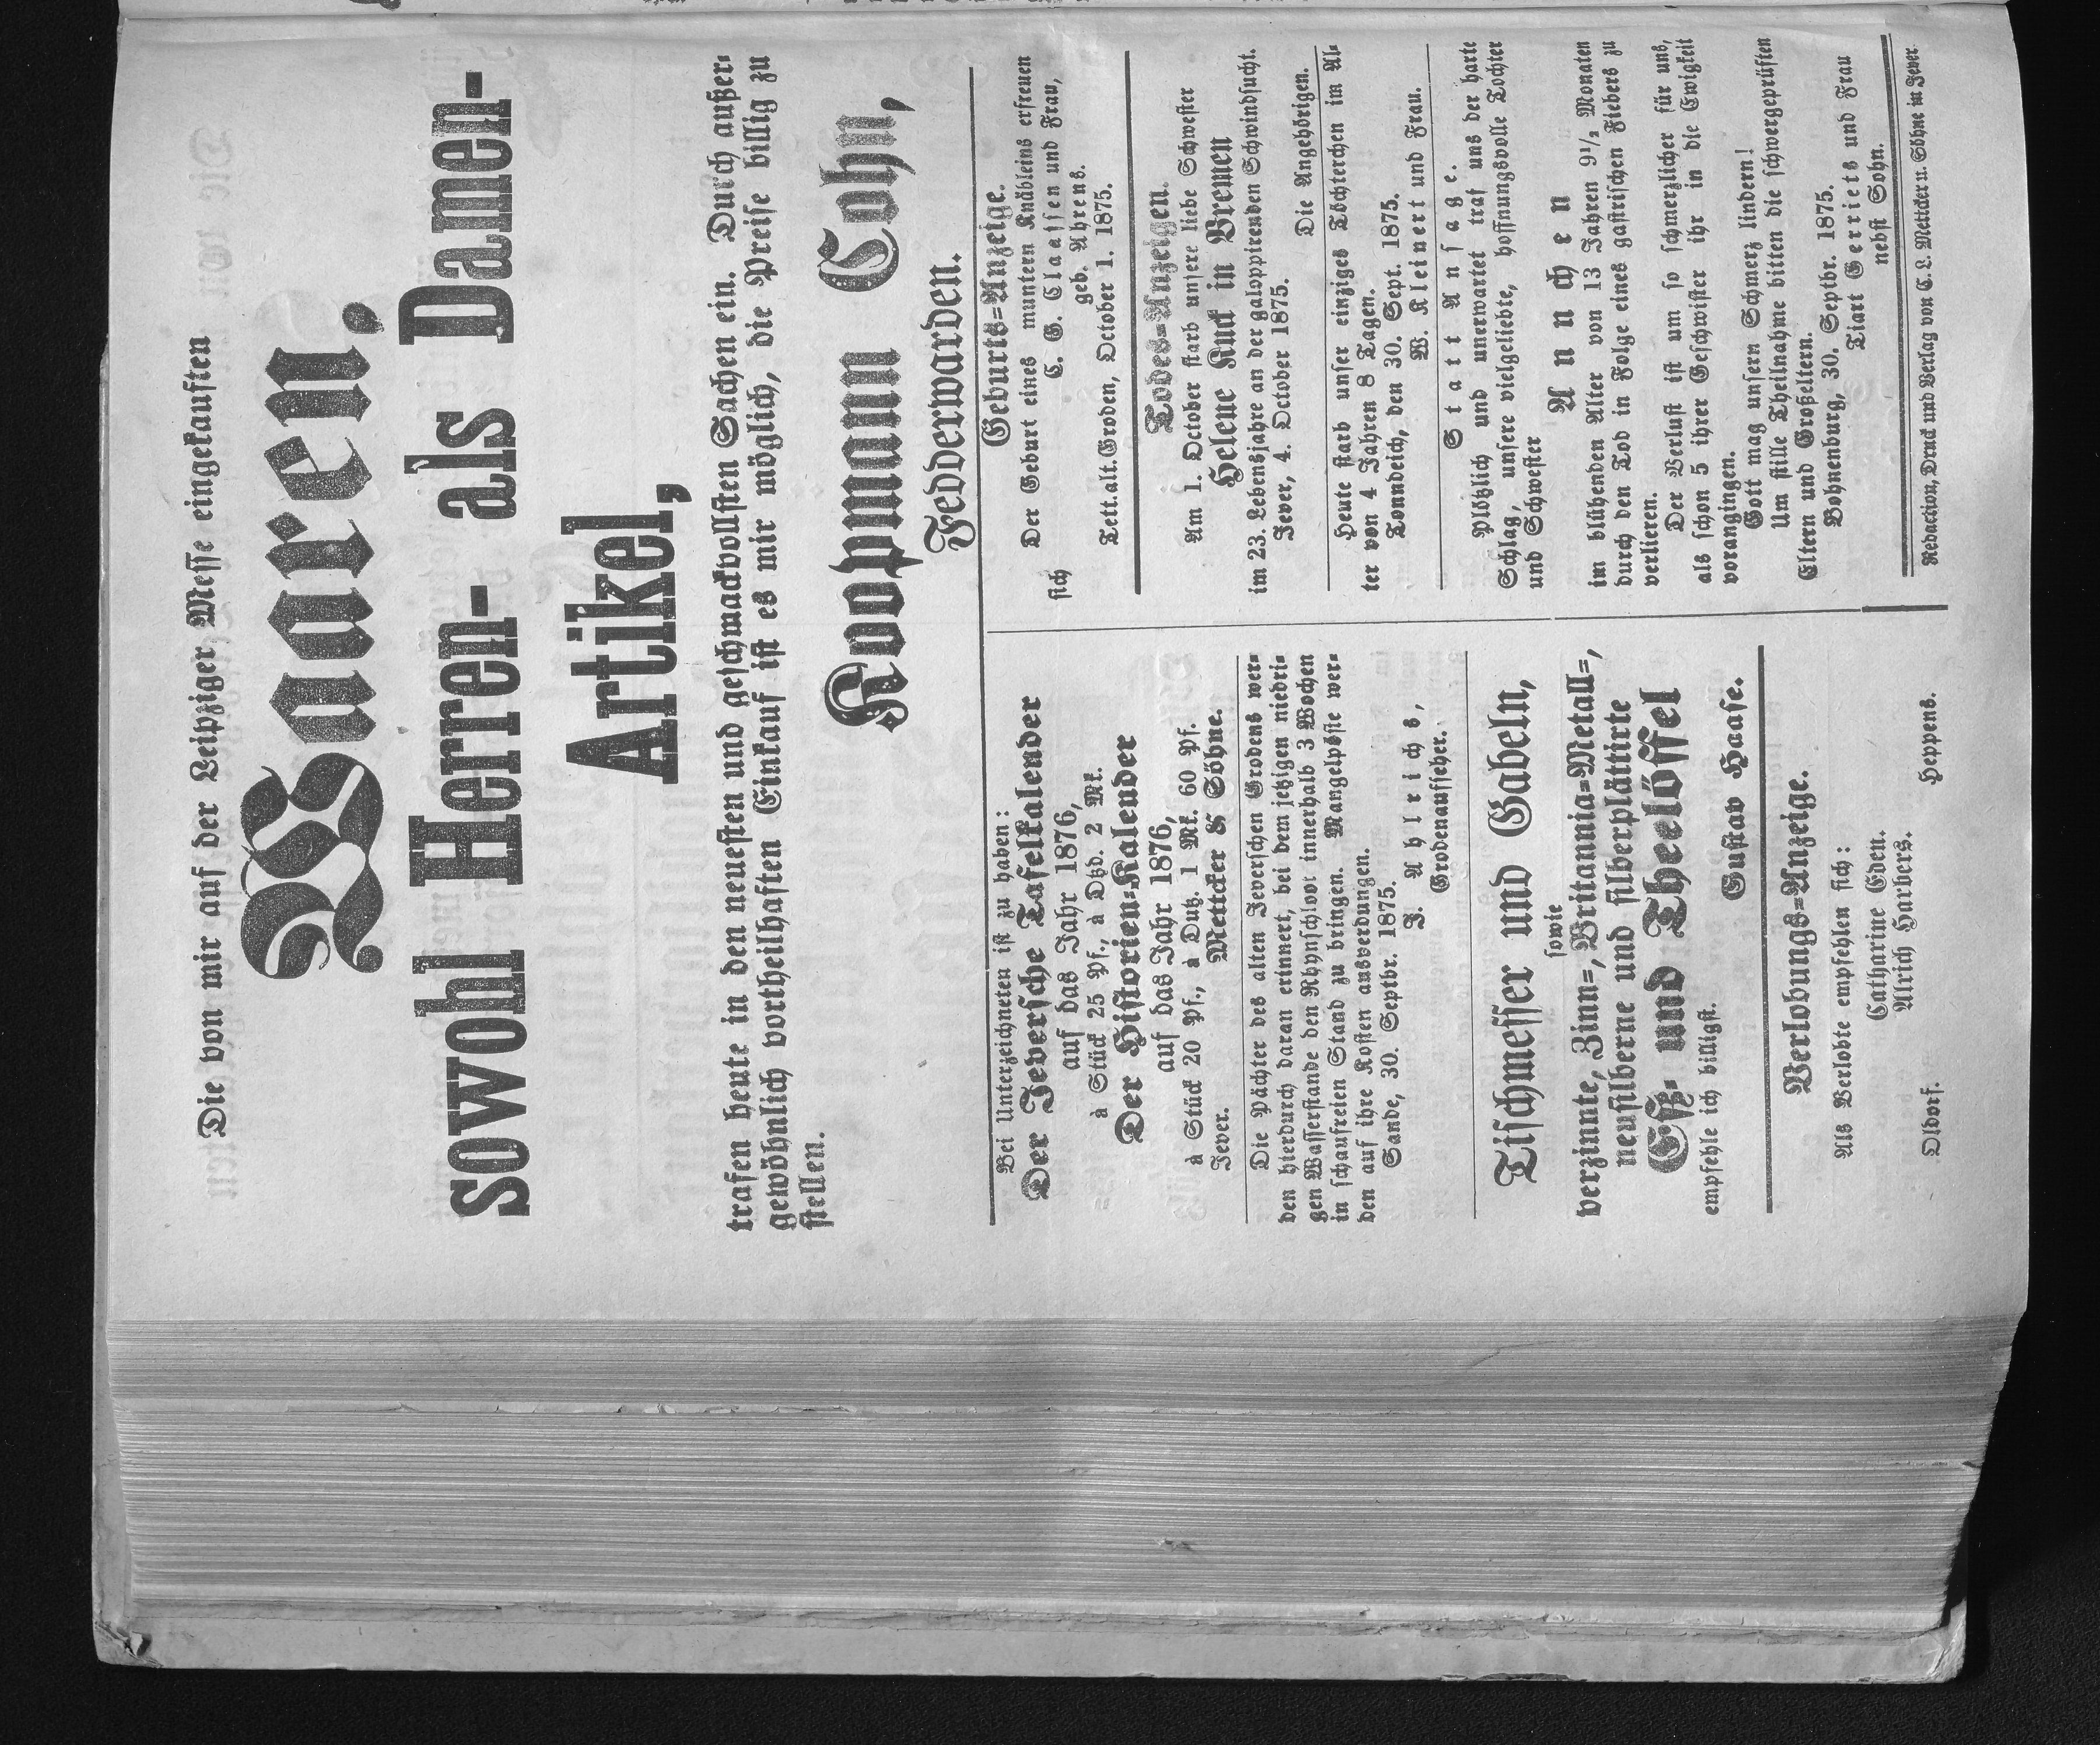 Die von mir auf der Leipziger Messe eingekauften
Waaren,
sowohl Herren- als Damen-
Artikel,
trafen heute in den neuesten und geschmackvollsten Sachen ein. Durch außer-
gewöhnlich vortheilhaften Einkauf ist es mir möglich, die Preise billig zu
stellen.
Koopmann Cohn,
Fedderwarden.
Bei Unterzeichneten ist zu haben:
Der Jeversche Tafelkalender
auf das Jahr 1876,
à Stück 25 Pf., à Dtzd. 2 Mk.
Der Historien-Kalender
auf das Jahr 1876,
à Stück 20 Pf., à Dutz. 1 Mk. 60 Pf.
Jever. Mettcker & Söhne.
Die Pächter des alten Jeverschen Grodens wer-
den hierdurch daran erinnert, bei dem jetzigen niedri-
gen Wasserstande den Rhynschloot innerhalb 3 Wochen
in schaufreien Stand zu bringen. Mangelpöste wer-
den auf ihre Kosten ausverdungen.
Sande, 30. Septbr. 1875.
J. Ahlrichs,
Grodenaufseher.
Tischmesser und Gabeln,
sowie
verzinnte, Zinn-, Britannia-Metall-,
neusilberne und silberplättirte
Eß- und Theelöffel
empfehle ich billigst. Gustav Haase.
Verlobungs-Anzeige.
Als Verlobte empfehlen sich:
Catharine Eden.
Ulrich Harbers.
Oldorf. Heppens.
Geburts-Anzeige.
Der Geburt eines muntern Knäbleins erfreuen
sich C. G. Claassen und Frau,
geb. Ahrens.
Tett.alt.Groden, October 1. 1875.
Todes-Anzeigen.
Am 1. October starb unsere liebe Schwester
Helene Kuck in Bremen
im 23. Lebensjahre an der galoppirenden Schwindsucht.
Jever, 4. October 1875.
Die Angehörigen.
Heute starb unser einziges Töchterchen im Al-
ter von 4 Jahren 8 Tagen.
Tonndeich, den 30. Sept. 1875.
W. Kleinert und Frau.
Statt Ansage.
Plötzlich und unerwartet traf uns der harte
Schlag, unsere vielgeliebte, hoffnungsvolle Tochter
und Schwester
Annchen
im blühenden Alter von 13 Jahren 9½ Monaten
durch den Tod in Folge eines gastrischen Fiebers zu
verlieren.
Der Verlust ist um so schmerzlicher für uns,
als schon 5 ihrer Geschwister ihr in die Ewigkeit
vorangingen.
Gott mag unsern Schmerz lindern!
Um stille Theilnahme bitten die schwergeprüften
Eltern und Großeltern.
Bohnenburg, 30. Septbr. 1875.
Tiart Gerriets und Frau
nebst Sohn.
Redaction, Druck und Verlag von C. L. Mettcker u. Söhne in Jever.